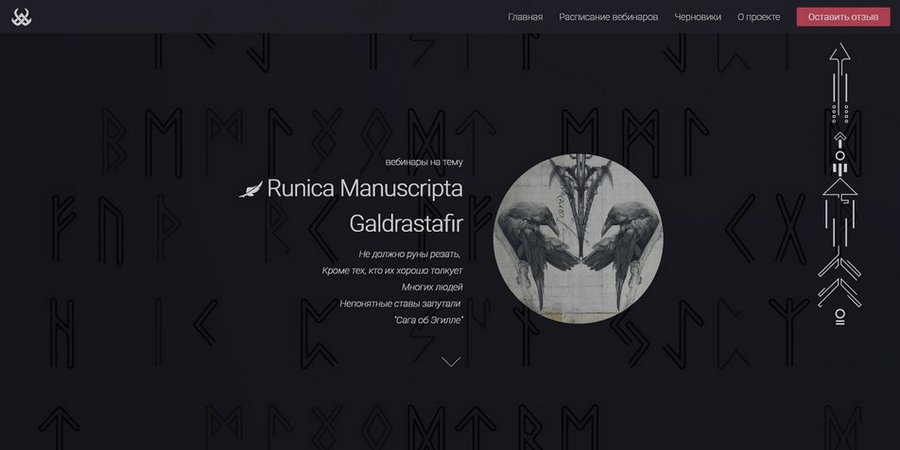 Главная Расписание вебинаров Черновики О проекте Оставить отзыв
вебинары на тему
Runica Manuscripta
Galdrastafir
Не должно руны резать,
Кроме тех, кто их хорошо толкует
Многих людей
Непонятные ставы запутали
"Сага об Эгилле"